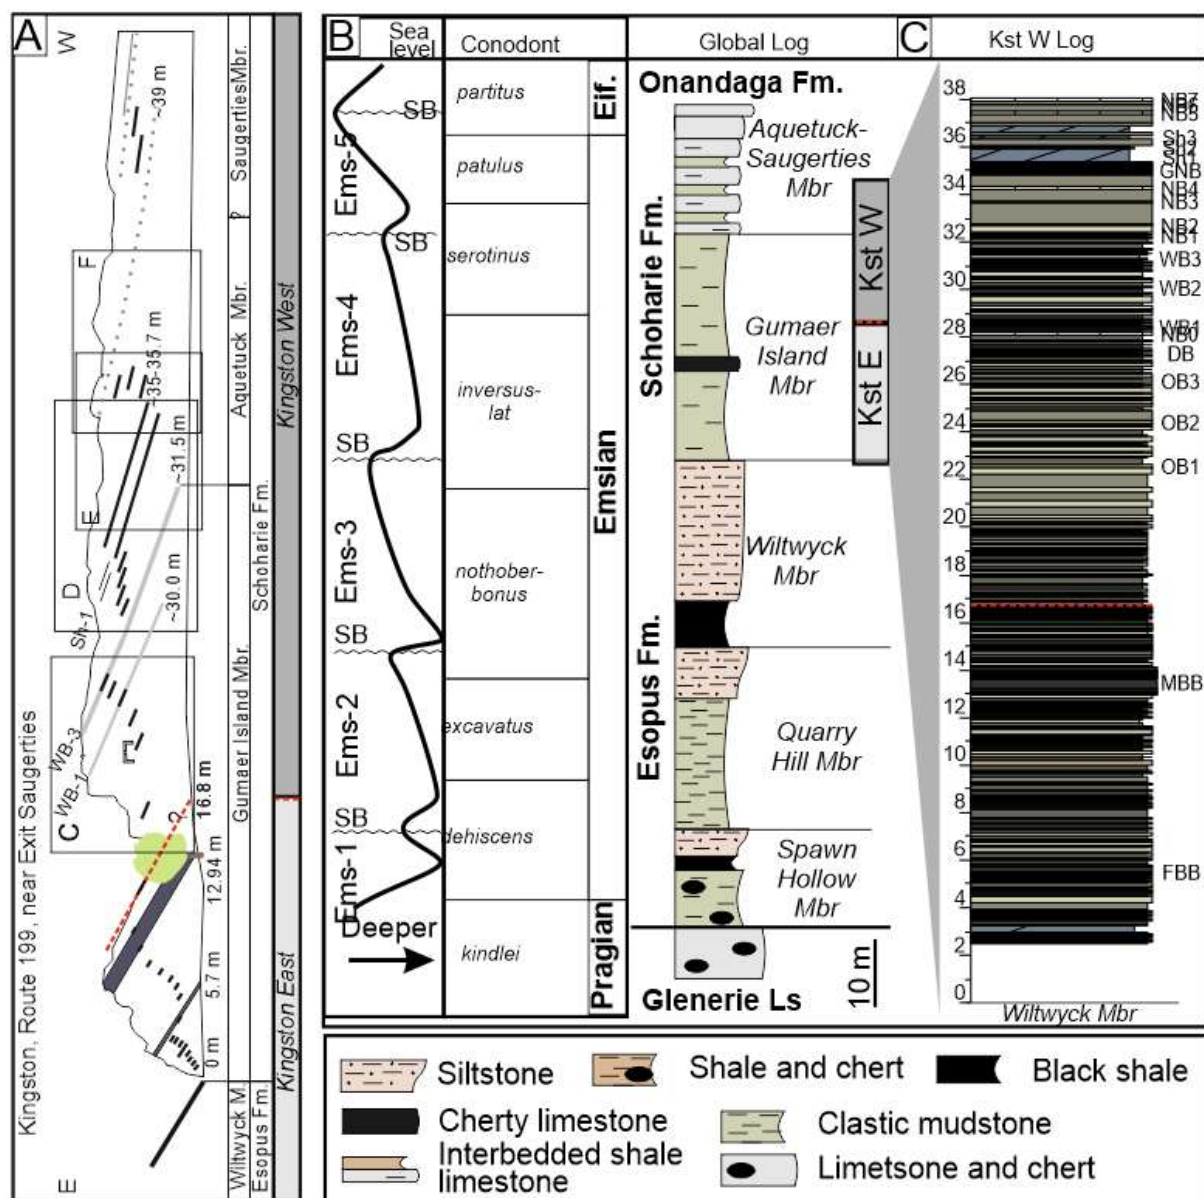 A
W
Kingston, Route 199, near Exit Saugerties
E
C
D
E
F
WB-1
WB-3
Sh-1
0 m
5.7 m
12.94 m
16.8 m
~30.0 m
~31.5 m
~35-35.7 m
~39 m
Wiltwyck M.
Gumaer Island Mbr.
Aquetuck Mbr.
?
SaugertiesMbr.
Esopus Fm.
Schoharie Fm.
Kingston East
Kingston West
B
Sea
level
Conodont
Global Log
SB
SB
SB
SB
SB
Ems-5
Ems-4
Ems-3
Ems-2
Ems-1
Deeper
partitus
patulus
serotinus
inversus-
lat
nothober-
bonus
excavatus
dehiscens
kindlei
Eif.
Emsian
Pragian
Onandaga Fm.
Schoharie Fm.
Esopus Fm.
Glenerie Ls
Aquetuck-
Saugerties
Mbr
Gumaer
Island
Mbr
Wiltwyck
Mbr
Quarry
Hill Mbr
Spawn
Hollow
Mbr
10 m
Kst W
Kst E
C
Kst W Log
38
36
34
32
30
28
26
24
22
20
18
16
14
12
10
8
6
4
2
0
NB7
NB5
Sh3
Sh1
GNB
NB4
NB3
NB2
NB1
WB3
WB2
WB1
NB0
DB
OB3
OB2
OB1
MBB
FBB
Wiltwyck Mbr
Siltstone
Shale and chert
Black shale
Cherty limestone
Clastic mudstone
Interbedded shale
limestone
Limetsone and chert